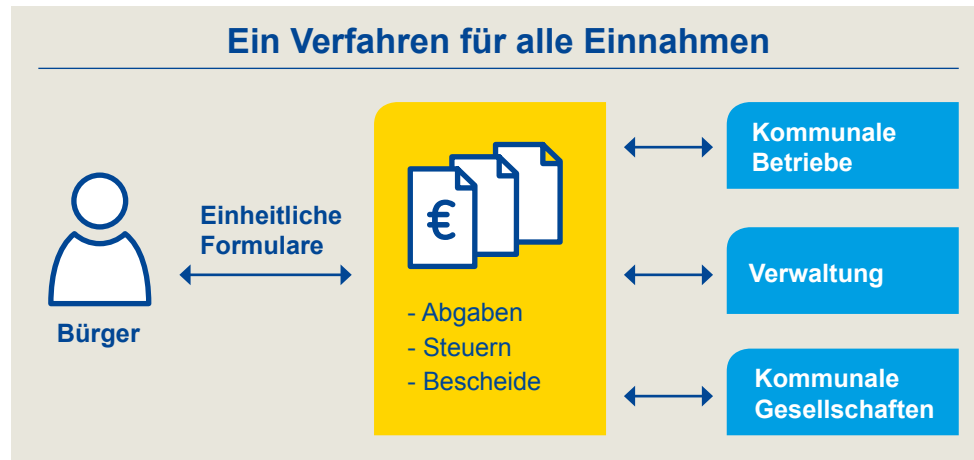 Ein Verfahren für alle Einnahmen
Bürger
Einheitliche
Formulare
€
- Abgaben
- Steuern
- Bescheide
Kommunale
Betriebe
Verwaltung
Kommunale
Gesellschaften